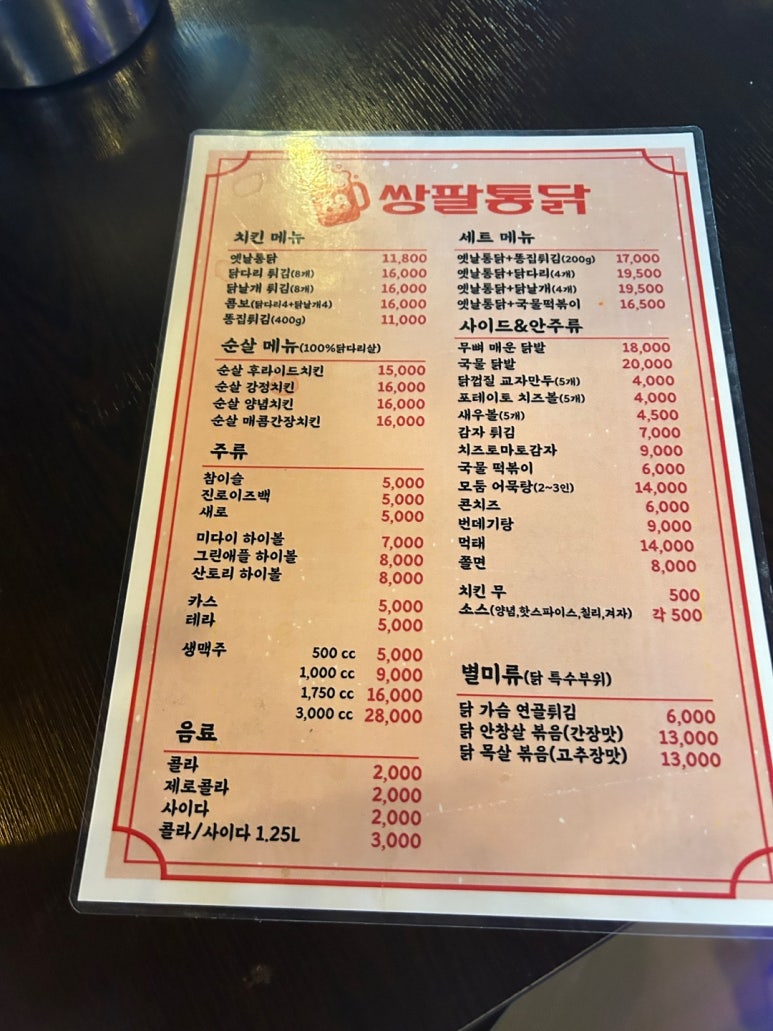 쌍팔통닭
치킨 메뉴
옛날통닭 11,800
닭다리 튀김(8개) 16,000
닭날개 튀김(8개) 16,000
콤보(닭다리4+닭날개4) 16,000
똥집튀김(400g) 11,000
순살 메뉴(100%닭다리살)
순살 후라이드치킨 15,000
순살 강정치킨 16,000
순살 양념치킨 16,000
순살 매콤간장치킨 16,000
주류
참이슬 5,000
진로이즈백 5,000
새로 5,000
미다이 하이볼 7,000
그린애플 하이볼 8,000
산토리 하이볼 8,000
카스 5,000
테라 5,000
생맥주 500 cc 5,000
1,000 cc 9,000
1,750 cc 16,000
3,000 cc 28,000
음료
콜라 2,000
제로콜라 2,000
사이다 2,000
콜라/사이다 1.25L 3,000
세트 메뉴
옛날통닭+똥집튀김(200g) 17,000
옛날통닭+닭다리(4개) 19,500
옛날통닭+닭날개(4개) 19,500
옛날통닭+국물떡볶이 16,500
사이드&안주류
무뼈 매운 닭발 18,000
국물 닭발 20,000
닭껍질 교자만두(5개) 4,000
포테이토 치즈볼(5개) 4,000
새우볼(5개) 4,500
감자 튀김 7,000
치즈로마토감자 9,000
국물 떡볶이 6,000
모둠 어묵탕(2~3인) 14,000
콘치즈 6,000
번데기탕 9,000
먹태 14,000
쫄면 8,000
치킨 무 500
소스(양념,핫스파이스,칠리,겨자) 각 500
별미류(닭 특수부위)
닭 가슴 연골튀김 6,000
닭 안창살 볶음(간장맛) 13,000
닭 목살 볶음(고추장맛) 13,000